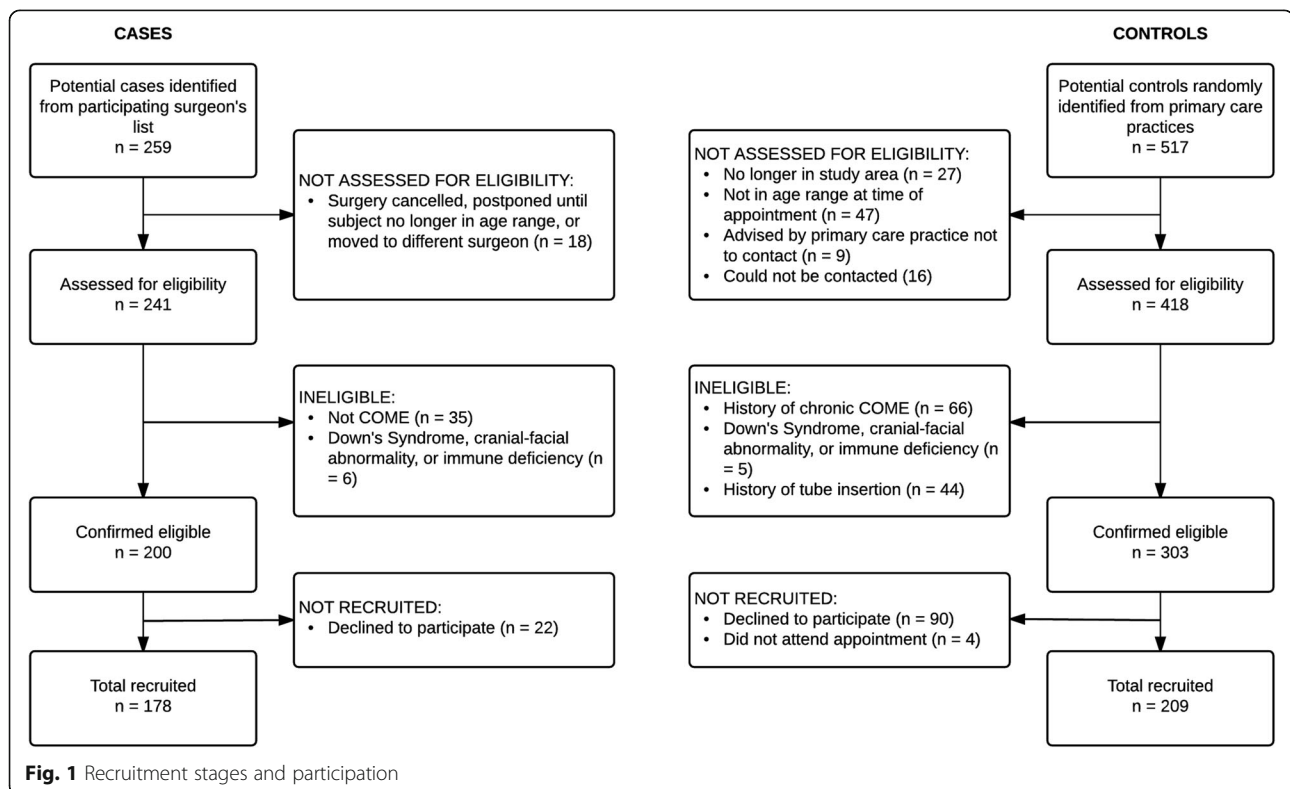 CASES
Potential cases identified
from participating surgeon's
list
n = 259
NOT ASSESSED FOR ELIGIBILITY:
• Surgery cancelled, postponed until
subject no longer in age range, or
moved to different surgeon (n = 18)
Assessed for eligibility
n = 241
INELIGIBLE:
• Not COME (n = 35)
• Down's Syndrome, cranial-facial
abnormality, or immune deficiency (n
= 6)
Confirmed eligible
n = 200
NOT RECRUITED:
• Declined to participate (n = 22)
Total recruited
n = 178
CONTROLS
Potential controls randomly
identified from primary care
practices
n = 517
NOT ASSESSED FOR ELIGIBILITY:
• No longer in study area (n = 27)
• Not in age range at time of
appointment (n = 47)
• Advised by primary care practice not
to contact (n = 9)
• Could not be contacted (16)
Assessed for eligibility
n = 418
INELIGIBLE:
• History of chronic COME (n = 66)
• Down's Syndrome, cranial-facial
abnormality, or immune deficiency (n
= 5)
• History of tube insertion (n = 44)
Confirmed eligible
n = 303
NOT RECRUITED:
• Declined to participate (n = 90)
• Did not attend appointment (n = 4)
Total recruited
n = 209
Fig. 1 Recruitment stages and participation